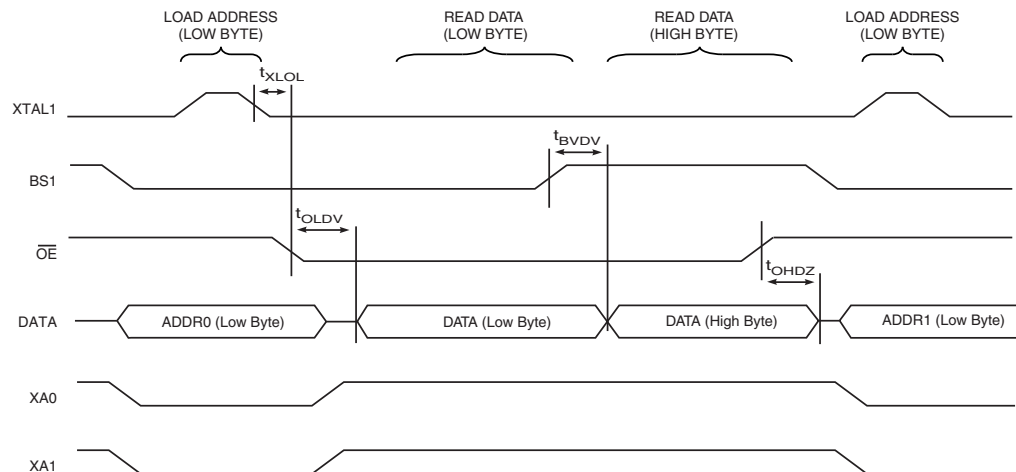 LOAD ADDRESS
(LOW BYTE)
READ DATA
(LOW BYTE)
READ DATA
(HIGH BYTE)
LOAD ADDRESS
(LOW BYTE)
tXLOL
XTAL1
tBVDV
BS1
tOLDV
OE
tOHDZ
DATA
ADDR0 (Low Byte)
DATA (Low Byte)
DATA (High Byte)
ADDR1 (Low Byte)
XA0
XA1